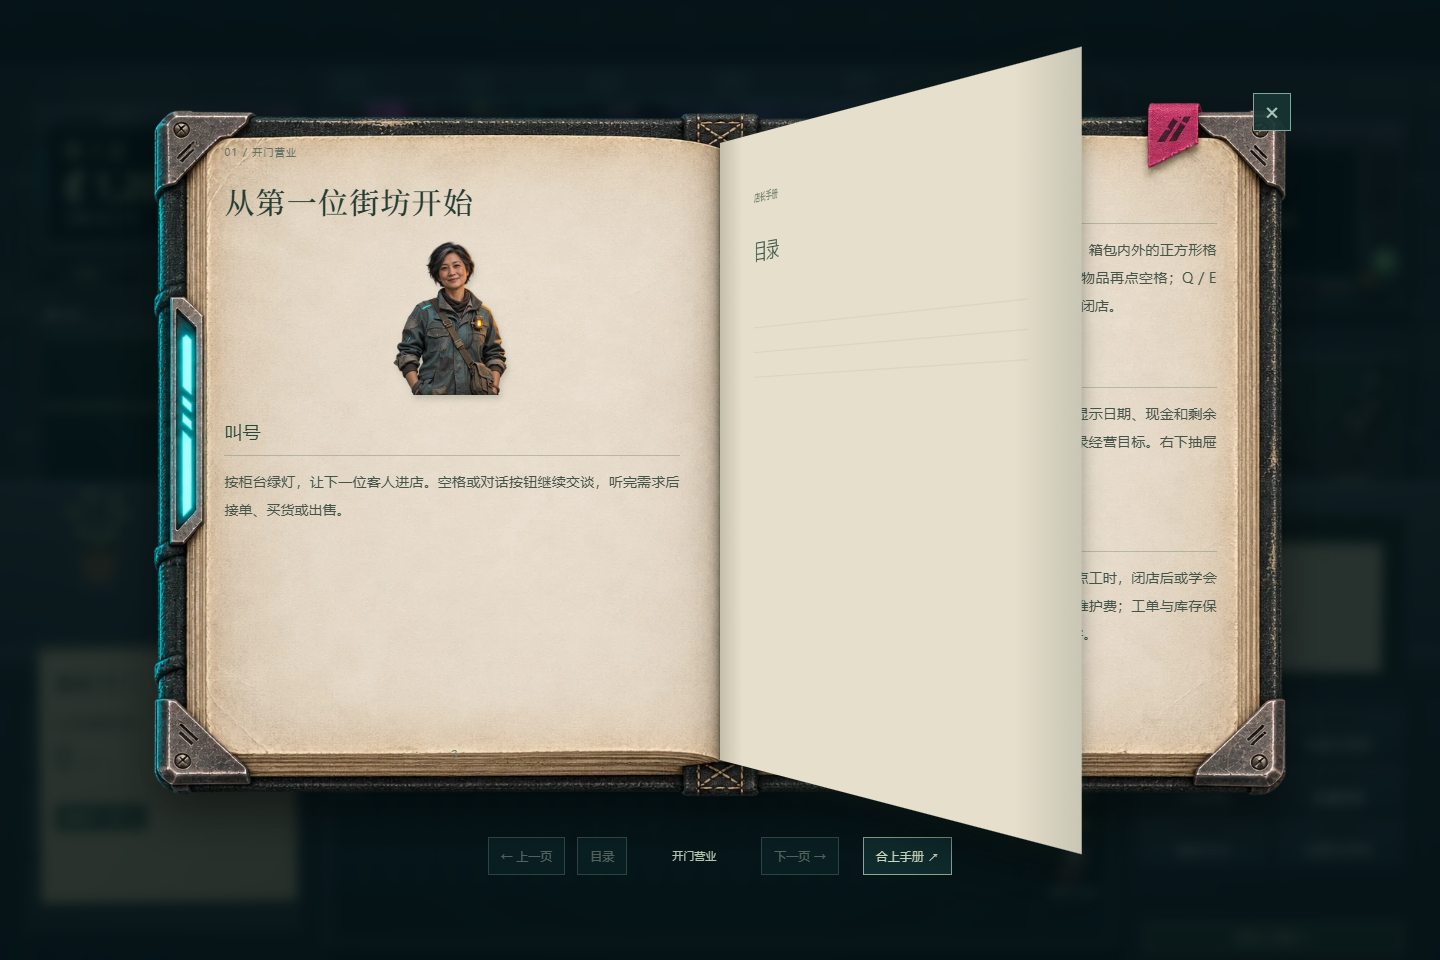 01 / 开门营业
从第一位街坊开始
叫号
按柜台绿灯，让下一位客人进店。空格或对话按钮继续交谈，听完需求后
接单、买货或出售。
店长手册
目录
箱包内外的正方形格
物品再点空格；Q / E
闭店。
显示日期、现金和剩余
录经营目标。右下抽屉
点工时，闭店后或学会
维护费；工单与库存保
×
← 上一页
目录
开门营业
下一页 →
合上手册 ↗